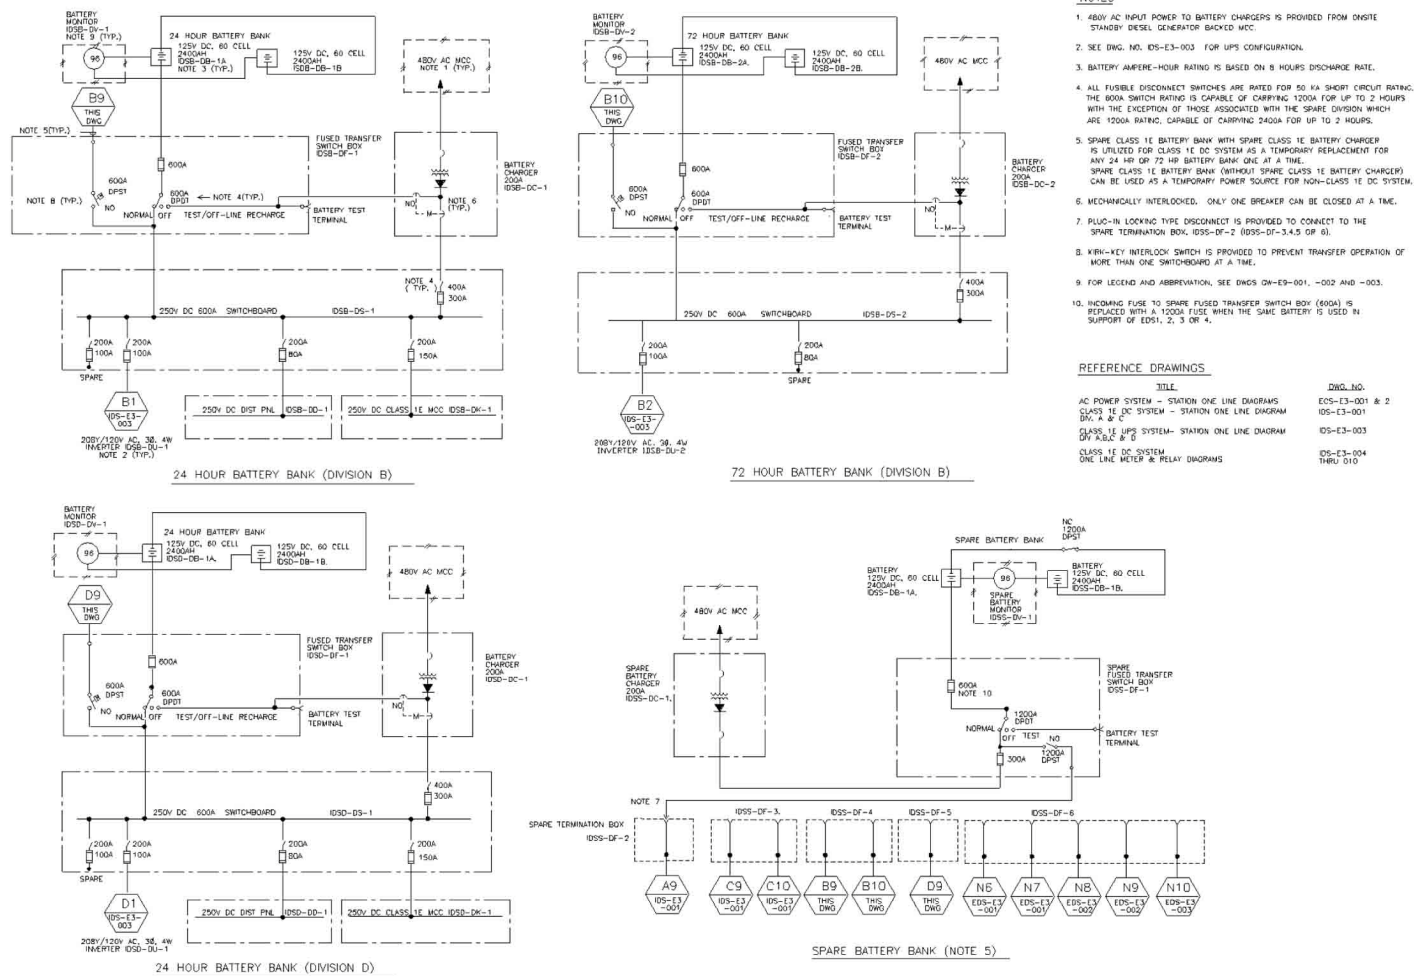 BATTERY
MONITOR
IDSB-DV-1
NOTE 9 (TYP.)
96
24 HOUR BATTERY BANK
125V DC, 60 CELL
2400AH
IDSB-DB-1A
NOTE 3 (TYP.)
125V DC, 60 CELL
2400AH
IDSB-DB-1B
480V AC MCC
NOTE 1 (TYP.)
B9
THIS
DWG
NOTE 5(TYP.)
FUSED TRANSFER
SWITCH BOX
IDSB-DF-1
600A
600A
DPST
NO
NOTE 8 (TYP.)
600A
DPDT
NOTE 4(TYP.)
NORMAL OFF TEST/OFF-LINE RECHARGE
BATTERY TEST
TERMINAL
BATTERY
CHARGER
200A
IDSB-DC-1
NO
M
NOTE 6
(TYP.)
NOTE 4
( TYP. )
400A
300A
250V DC 600A SWITCHBOARD IDSB-DS-1
200A
100A
200A
100A
200A
80A
200A
150A
SPARE
B1
IDS-E3-
003
250V DC DIST PNL IDSB-DD-1
250V DC CLASS 1E MCC IDSB-DK-1
208Y/120V AC, 3Ø, 4W
INVERTER IDSB-DU-1
NOTE 2 (TYP.)
24 HOUR BATTERY BANK (DIVISION B)
BATTERY
MONITOR
IDSB-DV-2
96
72 HOUR BATTERY BANK
125V DC, 60 CELL
2400AH
IDSB-DB-2A.
125V DC, 60 CELL
2400AH
IDSB-DB-2B.
480V AC MCC
B10
THIS
DWG
FUSED TRANSFER
SWITCH BOX
IDSB-DF-2
600A
600A
DPST
NO
600A
DPDT
NORMAL OFF TEST/OFF-LINE RECHARGE
BATTERY TEST
TERMINAL
BATTERY
CHARGER
200A
IDSB-DC-2
NO
M
400A
300A
250V DC 600A SWITCHBOARD IDSB-DS-2
200A
100A
200A
80A
SPARE
B2
IDS-E3-
-003
208Y/120V AC, 3Ø, 4W
INVERTER IDSB-DU-2
72 HOUR BATTERY BANK (DIVISION B)
NOTES
1. 480V AC INPUT POWER TO BATTERY CHARGERS IS PROVIDED FROM ONSITE
STANDBY DIESEL GENERATOR BACKED MCC.
2. SEE DWG. NO. IDS-E3-003 FOR UPS CONFIGURATION.
3. BATTERY AMPERE-HOUR RATING IS BASED ON 8 HOURS DISCHARGE RATE.
4. ALL FUSIBLE DISCONNECT SWITCHES ARE RATED FOR 50 KA SHORT CIRCUIT RATING.
THE 600A SWITCH RATING IS CAPABLE OF CARRYING 1200A FOR UP TO 2 HOURS
WITH THE EXCEPTION OF THOSE ASSOCIATED WITH THE SPARE DIVISION WHICH
ARE 1200A RATING, CAPABLE OF CARRYING 2400A FOR UP TO 2 HOURS.
5. SPARE CLASS 1E BATTERY BANK WITH SPARE CLASS 1E BATTERY CHARGER
IS UTILIZED FOR CLASS 1E DC SYSTEM AS A TEMPORARY REPLACEMENT FOR
ANY 24 HR OR 72 HR BATTERY BANK ONE AT A TIME.
SPARE CLASS 1E BATTERY BANK (WITHOUT SPARE CLASS 1E BATTERY CHARGER)
CAN BE USED AS A TEMPORARY POWER SOURCE FOR NON-CLASS 1E DC SYSTEM.
6. MECHANICALLY INTERLOCKED. ONLY ONE BREAKER CAN BE CLOSED AT A TIME.
7. PLUG-IN LOCKING TYPE DISCONNECT IS PROVIDED TO CONNECT TO THE
SPARE TERMINATION BOX. IDSS-DF-2 (IDSS-DF-3,4,5 OR 6).
8. KIRK-KEY INTERLOCK SWITCH IS PROVIDED TO PREVENT TRANSFER OPERATION OF
MORE THAN ONE SWITCHBOARD AT A TIME.
9. FOR LEGEND AND ABBREVIATION, SEE DWGS GW-E9-001, -002 AND -003.
10. INCOMING FUSE TO SPARE FUSED TRANSFER SWITCH BOX (600A) IS
REPLACED WITH A 1200A FUSE WHEN THE SAME BATTERY IS USED IN
SUPPORT OF EDS1, 2, 3 OR 4.
REFERENCE DRAWINGS
TITLE DWG. NO.
AC POWER SYSTEM - STATION ONE LINE DIAGRAMS ECS-E3-001 & 2
CLASS 1E DC SYSTEM - STATION ONE LINE DIAGRAM IDS-E3-001
DIV. A & C
CLASS 1E UPS SYSTEM- STATION ONE LINE DIAGRAM IDS-E3-003
DIV A,B,C & D
CLASS 1E DC SYSTEM IDS-E3-004
ONE LINE METER & RELAY DIAGRAMS THRU 010
BATTERY
MONITOR
IDSD-DV-1
96
24 HOUR BATTERY BANK
125V DC, 60 CELL
2400AH
IDSD-DB-1A.
125V DC, 60 CELL
2400AH
IDSD-DB-1B.
480V AC MCC
D9
THIS
DWG
FUSED TRANSFER
SWITCH BOX
IDSD-DF-1
600A
600A
DPST
NO
600A
DPDT
NORMAL OFF TEST/OFF-LINE RECHARGE
BATTERY TEST
TERMINAL
BATTERY
CHARGER
200A
IDSD-DC-1
NO
M
400A
300A
250V DC 600A SWITCHBOARD IDSD-DS-1
200A
100A
200A
100A
200A
80A
200A
150A
SPARE
D1
IDS-E3-
003
250V DC DIST PNL IDSD-DD-1
250V DC CLASS 1E MCC IDSD-DK-1
208Y/120V AC, 3Ø, 4W
INVERTER IDSD-DU-1
24 HOUR BATTERY BANK (DIVISION D)
NC
1200A
DPST
SPARE BATTERY BANK
BATTERY
125V DC, 60 CELL
2400AH
IDSS-DB-1A.
96
SPARE
BATTERY
MONITOR
IDSS-DV-1
BATTERY
125V DC, 60 CELL
2400AH
IDSS-DB-1B.
480V AC MCC
SPARE
BATTERY
CHARGER
200A
IDSS-DC-1.
SPARE
FUSED TRANSFER
SWITCH BOX
IDSS-DF-1
600A
NOTE 10
1200A
DPDT
NORMAL
OFF TEST
NO
1200A
DPST
300A
BATTERY TEST
TERMINAL
NOTE 7
SPARE TERMINATION BOX
IDSS-DF-2
IDSS-DF-3.
IDSS-DF-4
IDSS-DF-5
IDSS-DF-6
A9
IDS-E3
-001
C9
IDS-E3
-001
C10
IDS-E3
-001
B9
THIS
DWG
B10
THIS
DWG
D9
THIS
DWG
N6
EDS-E3
-001
N7
EDS-E3
-001
N8
EDS-E3
-002
N9
EDS-E3
-002
N10
EDS-E3
-003
SPARE BATTERY BANK (NOTE 5)